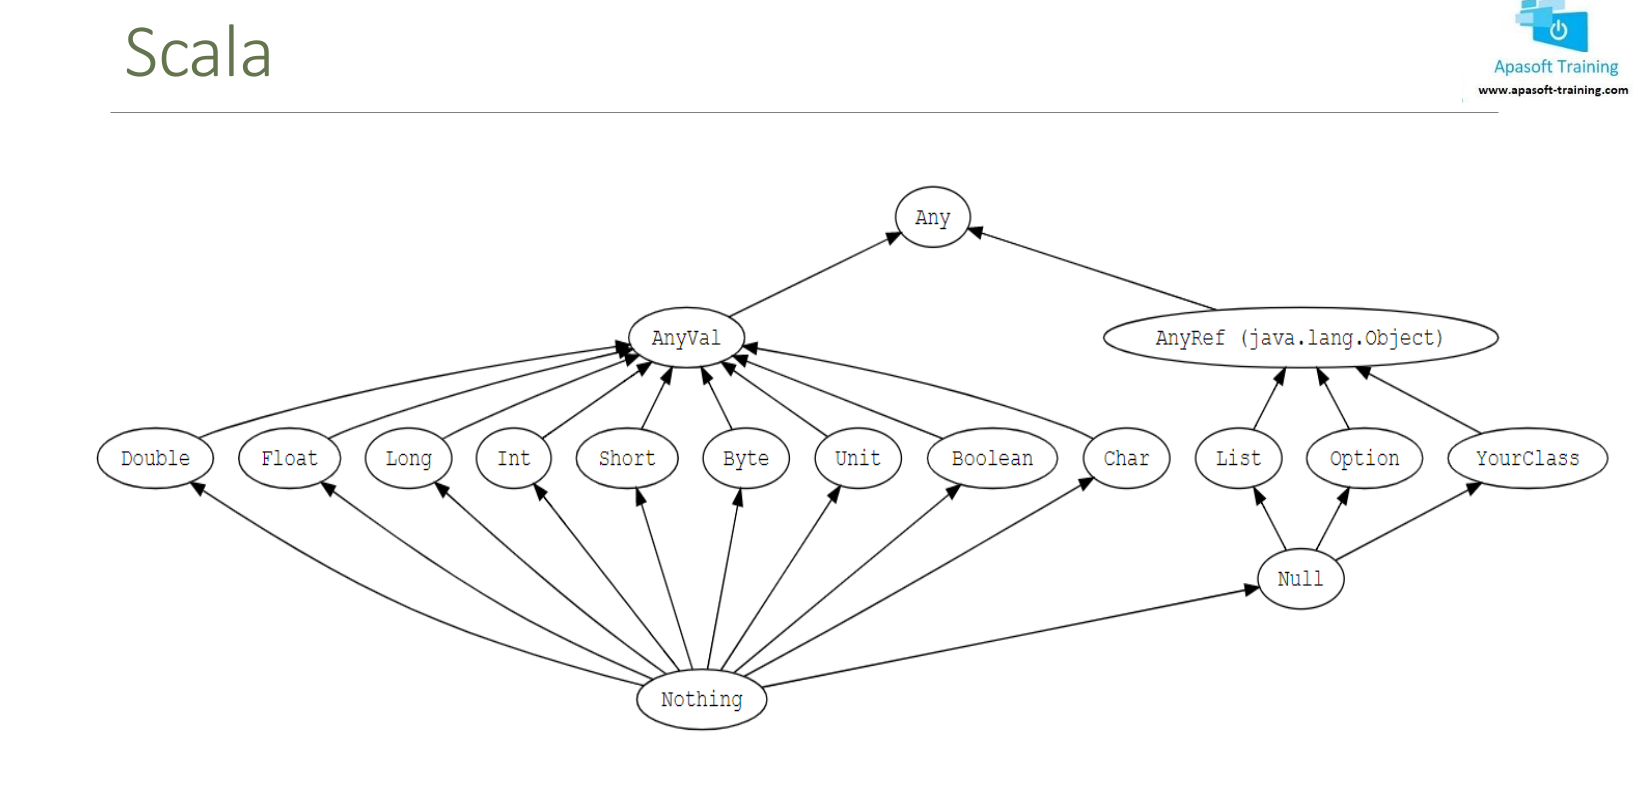 Scala
Apasoft Training
www.apasoft-training.com
Any
AnyVal
AnyRef (java.lang.Object)
Double
Float
Long
Int
Short
Byte
Unit
Boolean
Char
List
Option
YourClass
Null
Nothing